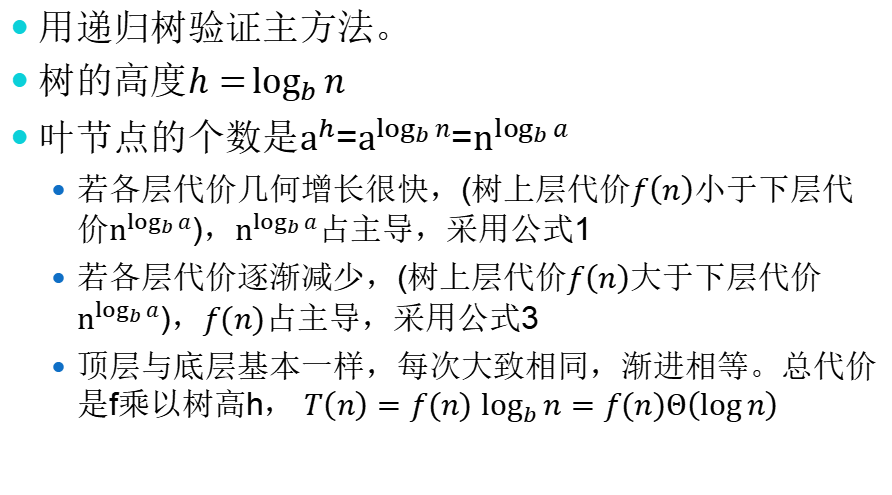 • 用递归树验证主方法。
• 树的高度ℎ = log_b n
• 叶节点的个数是a^ℎ=a^{log_b n}=n^{log_b a}
• 若各层代价几何增长很快，(树上层代价f(n)小于下层代
价n^{log_b a})，n^{log_b a}占主导，采用公式1
• 若各层代价逐渐减少，(树上层代价f(n)大于下层代价
n^{log_b a})，f(n)占主导，采用公式3
• 顶层与底层基本一样，每次大致相同，渐进相等。总代价
是f乘以树高h， T(n) = f(n) log_b n = f(n)Θ(log n)